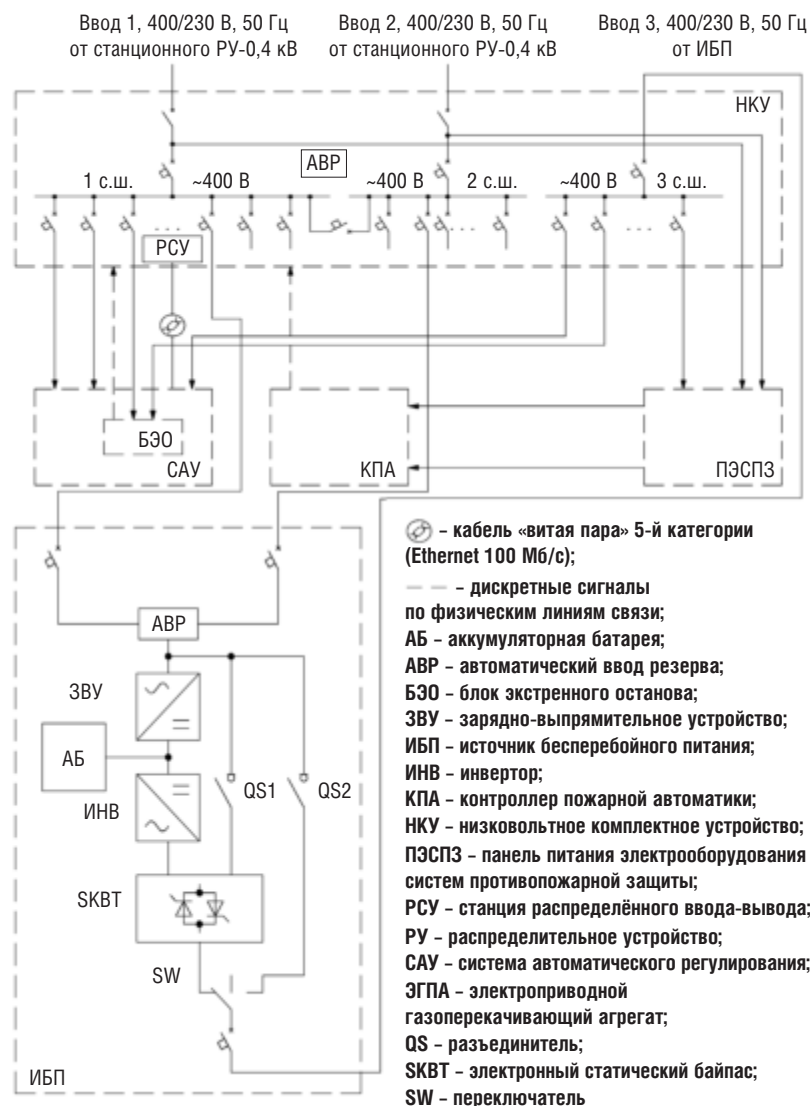 Ввод 1, 400/230 В, 50 Гц
от станционного РУ-0,4 кВ
Ввод 2, 400/230 В, 50 Гц
от станционного РУ-0,4 кВ
Ввод 3, 400/230 В, 50 Гц
от ИБП
НКУ
АВР
1 с.ш.
~400 В
~400 В
2 с.ш.
~400 В
3 с.ш.
РСУ
БЭО
САУ
КПА
ПЭСПЗ
АВР
ЗВУ
АБ
ИНВ
QS1
QS2
SKBT
SW
ИБП
– кабель «витая пара» 5-й категории
(Ethernet 100 Мб/с);
– дискретные сигналы
по физическим линиям связи;
АБ – аккумуляторная батарея;
АВР – автоматический ввод резерва;
БЭО – блок экстренного останова;
ЗВУ – зарядно-выпрямительное устройство;
ИБП – источник бесперебойного питания;
ИНВ – инвертор;
КПА – контроллер пожарной автоматики;
НКУ – низковольтное комплектное устройство;
ПЭСПЗ – панель питания электрооборудования
систем противопожарной защиты;
РСУ – станция распределённого ввода-вывода;
РУ – распределительное устройство;
САУ – система автоматического регулирования;
ЭГПА – электроприводной
газоперекачивающий агрегат;
QS – разъединитель;
SKBT – электронный статический байпас;
SW – переключатель